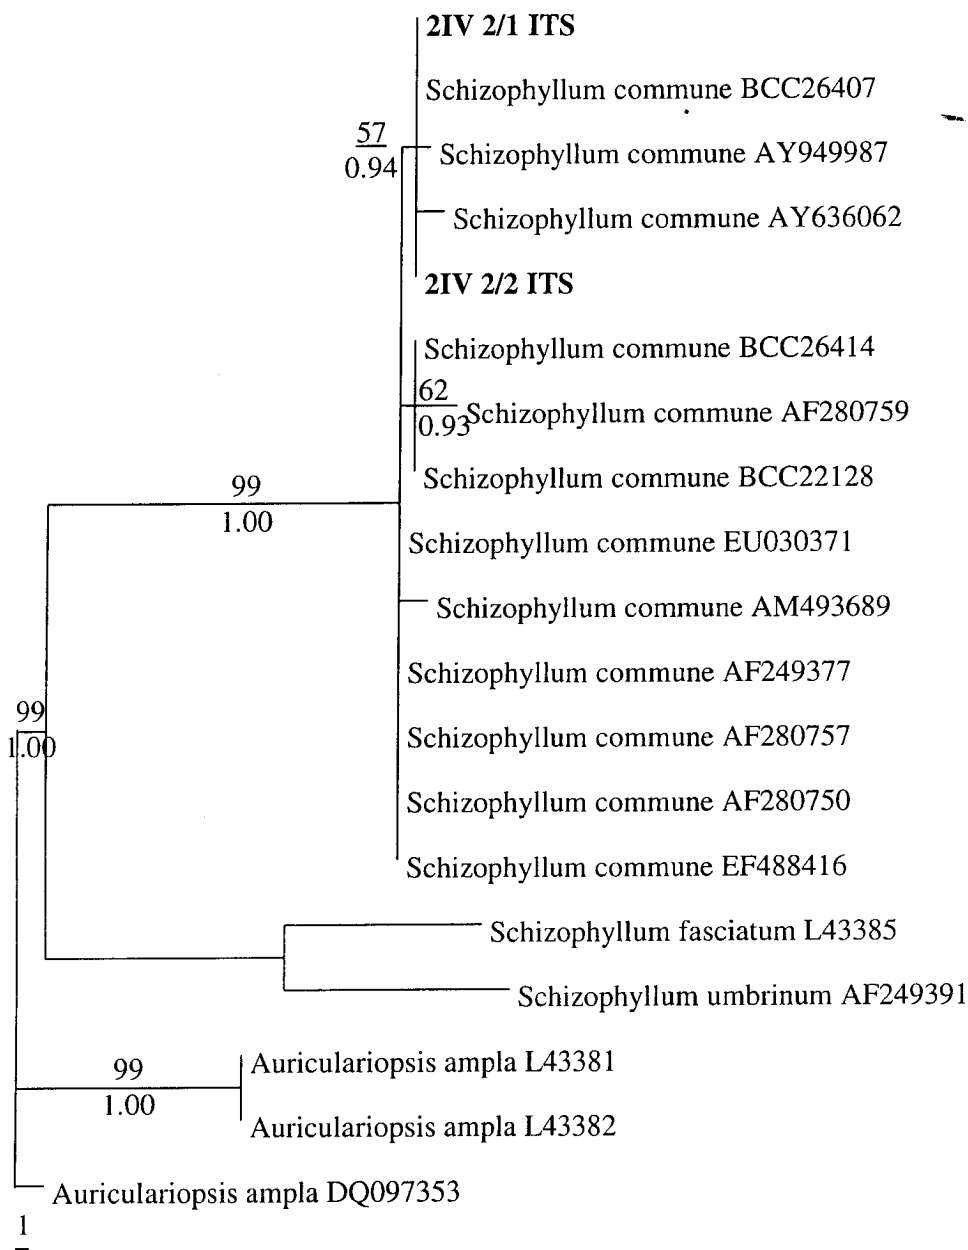 2IV 2/1 ITS
Schizophyllum commune BCC26407
57
0.94
Schizophyllum commune AY949987
Schizophyllum commune AY636062
2IV 2/2 ITS
Schizophyllum commune BCC26414
62
0.93
Schizophyllum commune AF280759
Schizophyllum commune BCC22128
99
1.00
Schizophyllum commune EU030371
Schizophyllum commune AM493689
Schizophyllum commune AF249377
99
1.00
Schizophyllum commune AF280757
Schizophyllum commune AF280750
Schizophyllum commune EF488416
Schizophyllum fasciatum L43385
Schizophyllum umbrinum AF249391
Auriculariopsis ampla L43381
99
1.00
Auriculariopsis ampla L43382
Auriculariopsis ampla DQ097353
1